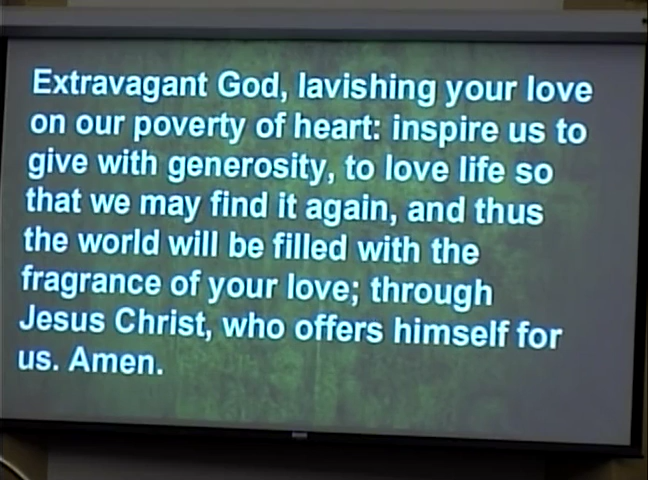 Extravagant God, lavishing your love
on our poverty of heart: inspire us to
give with generosity, to love life so
that we may find it again, and thus
the world will be filled with the
fragrance of your love; through
Jesus Christ, who offers himself for
us. Amen.